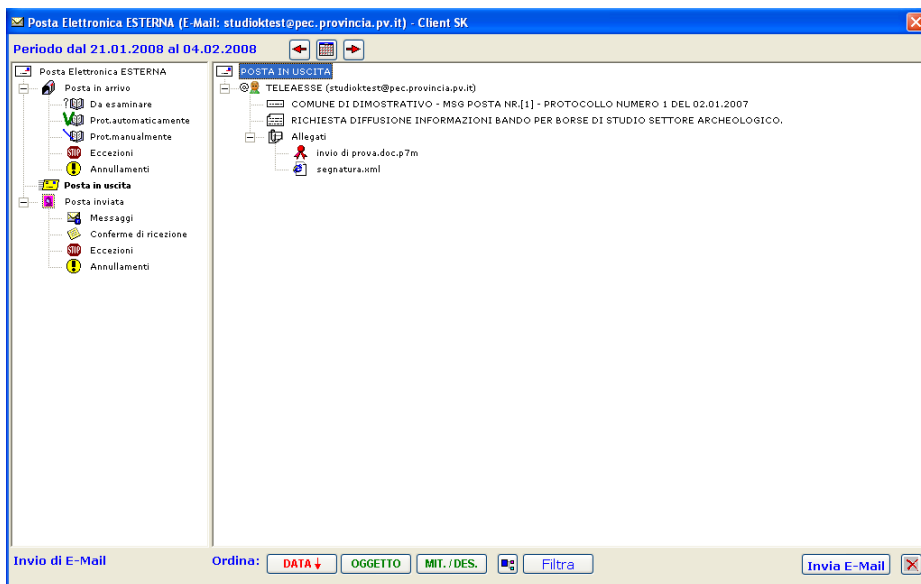 Posta Elettronica ESTERNA (E-Mail: studioktest@pec.provincia.pv.it) - Client SK
Periodo dal 21.01.2008 al 04.02.2008
Posta Elettronica ESTERNA
Posta in arrivo
? Da esaminare
Prot.automaticamente
Prot.manualmente
STOP Eccezioni
! Annullamenti
Posta in uscita
Posta inviata
Messaggi
Conferme di ricezione
STOP Eccezioni
! Annullamenti
POSTA IN USCITA
@ TELEAESSE (studioktest@pec.provincia.pv.it)
COMUNE DI DIMOSTRATIVO - MSG POSTA NR.[1] - PROTOCOLLO NUMERO 1 DEL 02.01.2007
RICHIESTA DIFFUSIONE INFORMAZIONI BANDO PER BORSE DI STUDIO SETTORE ARCHEOLOGICO.
Allegati
invio di prova.doc.p7m
segnatura.xml
Invio di E-Mail
Ordina: DATA OGGETTO MIT./DES. Filtra Invia E-Mail